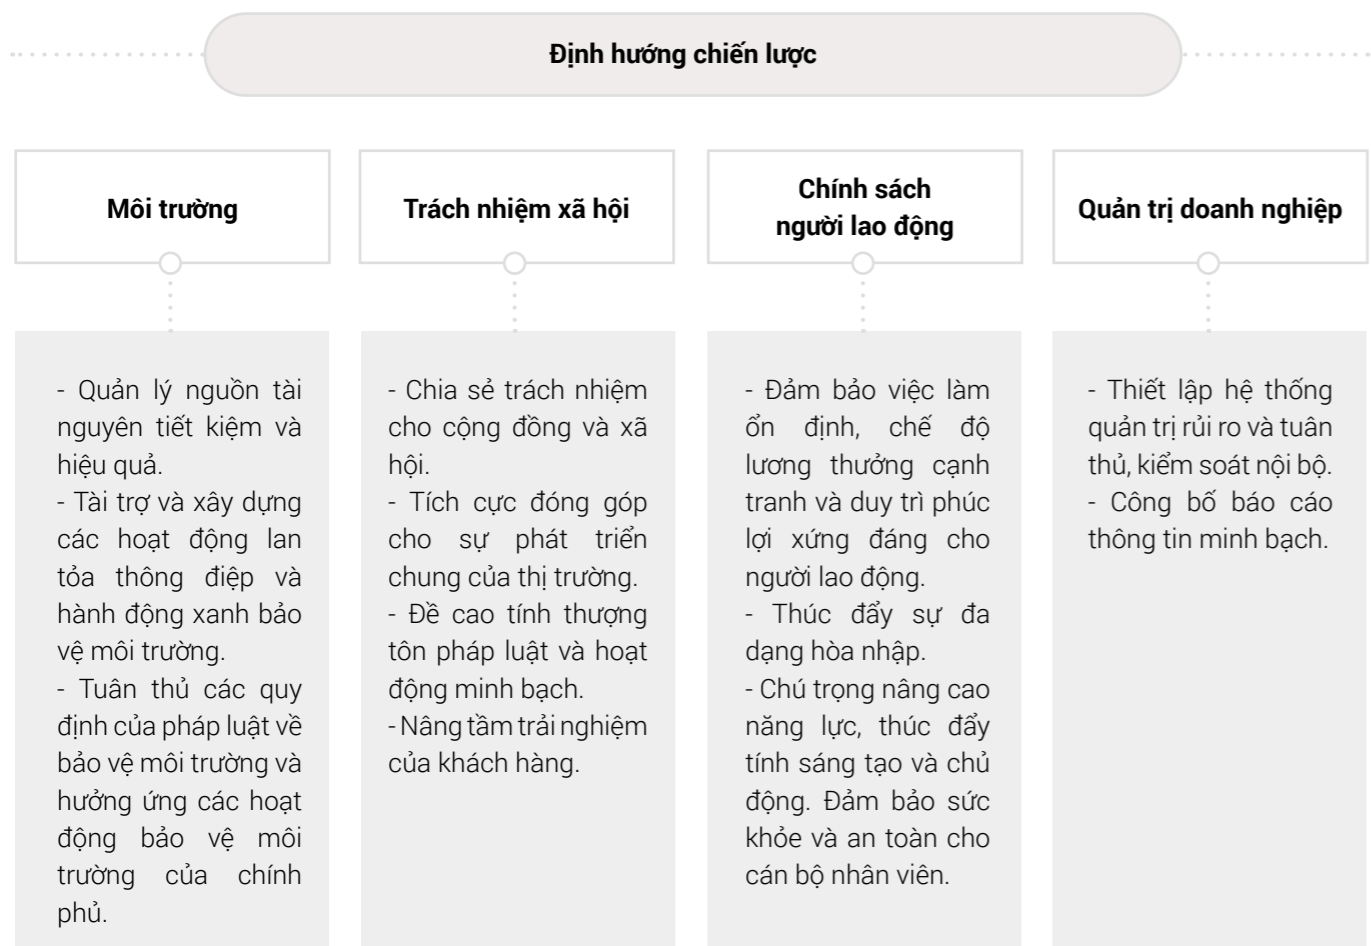 Định hướng chiến lược
Môi trường
- Quản lý nguồn tài
nguyên tiết kiệm và
hiệu quả.
- Tài trợ và xây dựng
các hoạt động lan
tỏa thông điệp và
hành động xanh bảo
vệ môi trường.
- Tuân thủ các quy
định của pháp luật về
bảo vệ môi trường và
hưởng ứng các hoạt
động bảo vệ môi
trường của chính
phủ.
Trách nhiệm xã hội
- Chia sẻ trách nhiệm
cho cộng đồng và xã
hội.
- Tích cực đóng góp
cho sự phát triển
chung của thị trường.
- Đề cao tính thượng
tôn pháp luật và hoạt
động minh bạch.
- Nâng tầm trải nghiệm
của khách hàng.
Chính sách
người lao động
- Đảm bảo việc làm
ổn định, chế độ
lương thưởng cạnh
tranh và duy trì phúc
lợi xứng đáng cho
người lao động.
- Thúc đẩy sự đa
dạng hòa nhập.
- Chú trọng nâng cao
năng lực, thúc đẩy
tính sáng tạo và chủ
động. Đảm bảo sức
khỏe và an toàn cho
cán bộ nhân viên.
Quản trị doanh nghiệp
- Thiết lập hệ thống
quản trị rủi ro và tuân
thủ, kiểm soát nội bộ.
- Công bố báo cáo
thông tin minh bạch.